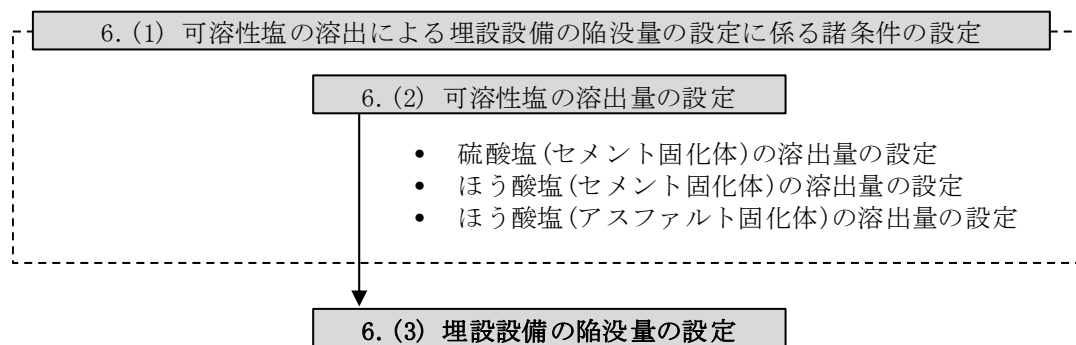 6.(1) 可溶性塩の溶出による埋設設備の陥没量の設定に係る諸条件の設定
6.(2) 可溶性塩の溶出量の設定
• 硫酸塩(セメント固化体)の溶出量の設定
• ほう酸塩(セメント固化体)の溶出量の設定
• ほう酸塩(アスファルト固化体)の溶出量の設定
6.(3) 埋設設備の陥没量の設定